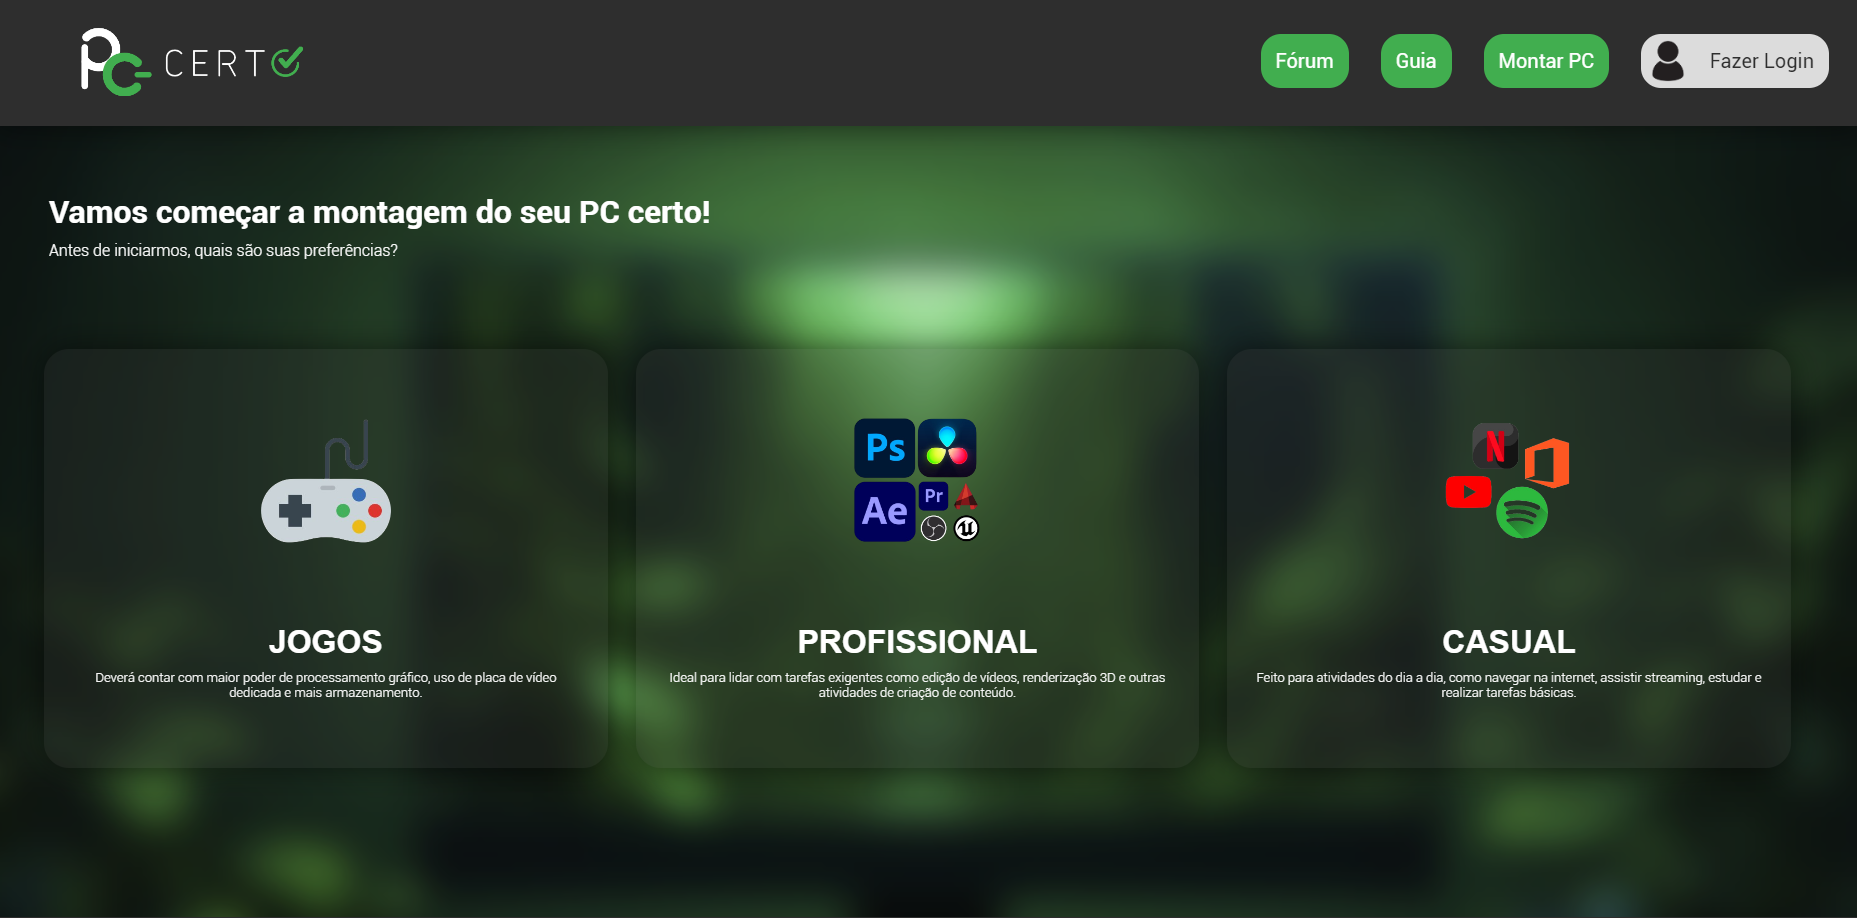 PC CERTO
Fórum
Guia
Montar PC
Fazer Login
Vamos começar a montagem do seu PC certo!
Antes de iniciarmos, quais são suas preferências?
Ps
Ae
Pr
N
JOGOS
Deverá contar com maior poder de processamento gráfico, uso de placa de vídeo
dedicada e mais armazenamento.
PROFISSIONAL
Ideal para lidar com tarefas exigentes como edição de vídeos, renderização 3D e outras
atividades de criação de conteúdo.
CASUAL
Feito para atividades do dia a dia, como navegar na internet, assistir streaming, estudar e
realizar tarefas básicas.